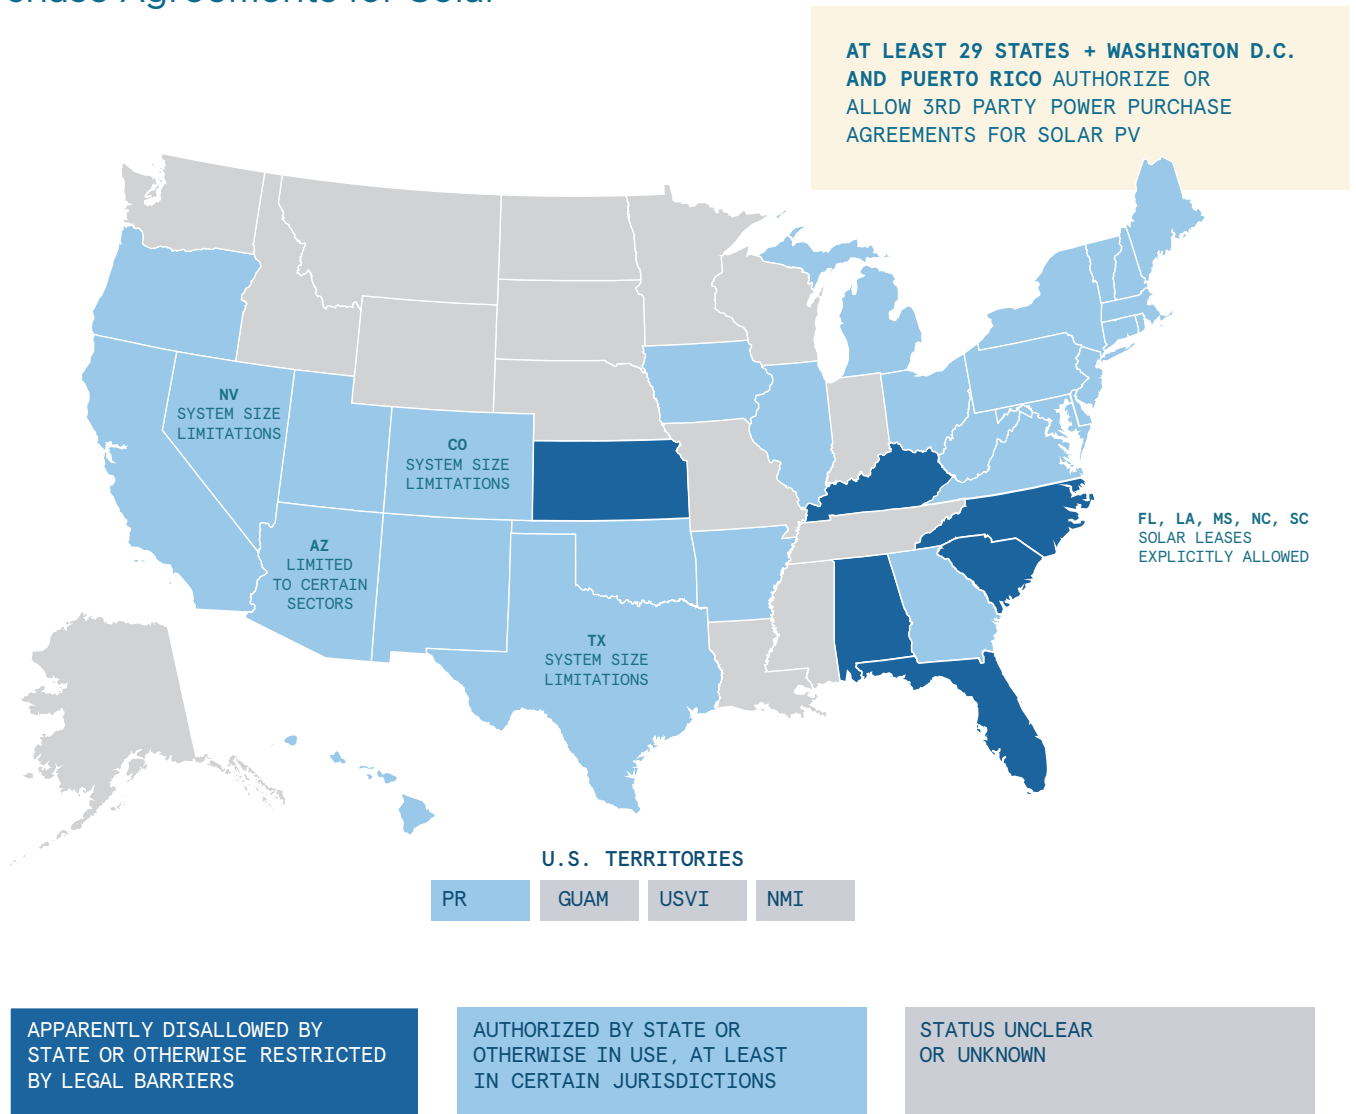 chase Agreements for Solar
AT LEAST 29 STATES + WASHINGTON D.C.
AND PUERTO RICO AUTHORIZE OR
ALLOW 3RD PARTY POWER PURCHASE
AGREEMENTS FOR SOLAR PV
NV
SYSTEM SIZE
LIMITATIONS
CO
SYSTEM SIZE
LIMITATIONS
AZ
LIMITED
TO CERTAIN
SECTORS
FL, LA, MS, NC, SC
SOLAR LEASES
EXPLICITLY ALLOWED
TX
SYSTEM SIZE
LIMITATIONS
U.S. TERRITORIES
PR
GUAM
USVI
NMI
APPARENTLY DISALLOWED BY
STATE OR OTHERWISE RESTRICTED
BY LEGAL BARRIERS
AUTHORIZED BY STATE OR
OTHERWISE IN USE, AT LEAST
IN CERTAIN JURISDICTIONS
STATUS UNCLEAR
OR UNKNOWN